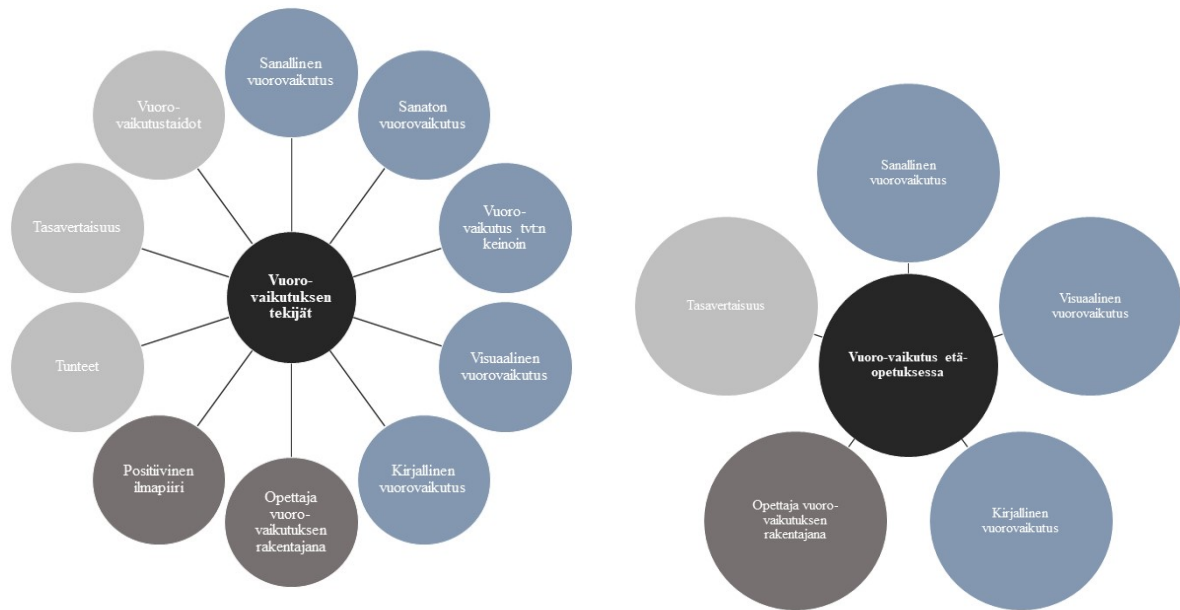 Sanallinen
vuorovaikutus
Sanaton
vuorovaikutus
Vuoro-
vaikutus tvt:n
keinoin
Visuaalinen
vuorovaikutus
Kirjallinen
vuorovaikutus
Opettaja
vuoro-
vaikutuksen
rakentajana
Positiivinen
ilmapiiri
Tunteet
Tasavertaisuus
Vuoro-
vaikutustaidot
Vuoro-
vaikutuksen
tekijät
Sanallinen
vuorovaikutus
Visuaalinen
vuorovaikutus
Kirjallinen
vuorovaikutus
Opettaja vuoro-
vaikutuksen
rakentajana
Tasavertaisuus
Vuoro-vaikutus etä-
opetuksessa